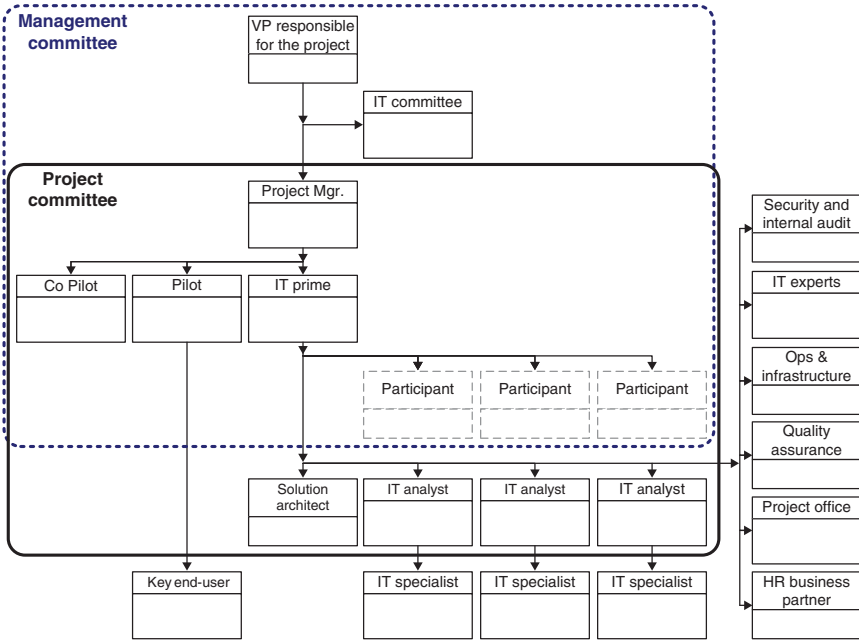 Management
committee
VP responsible
for the project
IT committee
Project
committee
Project Mgr.
Co Pilot
Pilot
IT prime
Participant
Participant
Participant
Solution
architect
IT analyst
IT analyst
IT analyst
Key end-user
IT specialist
IT specialist
IT specialist
Security and
internal audit
IT experts
Ops &
infrastructure
Quality
assurance
Project office
HR business
partner